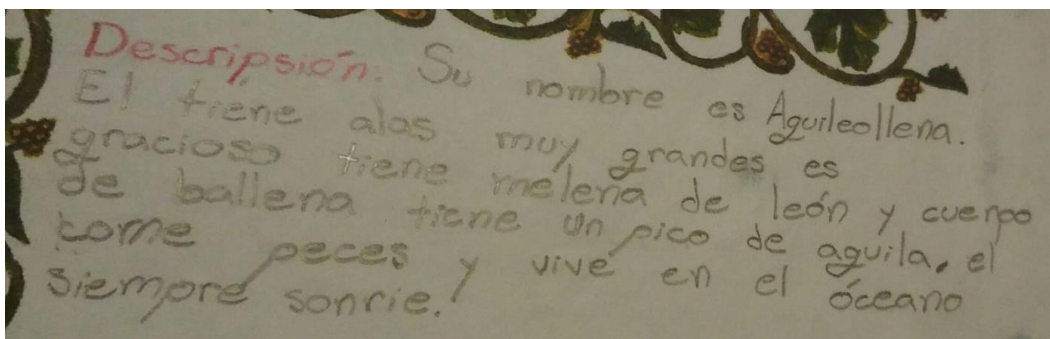 Descripsión: Su nombre es Aguileollena.
El tiene alas muy grandes es
gracioso tiene melena de león y cuerpo
de ballena tiene un pico de aguila, el
come peces y vive en el óceano
siempre sonrie.